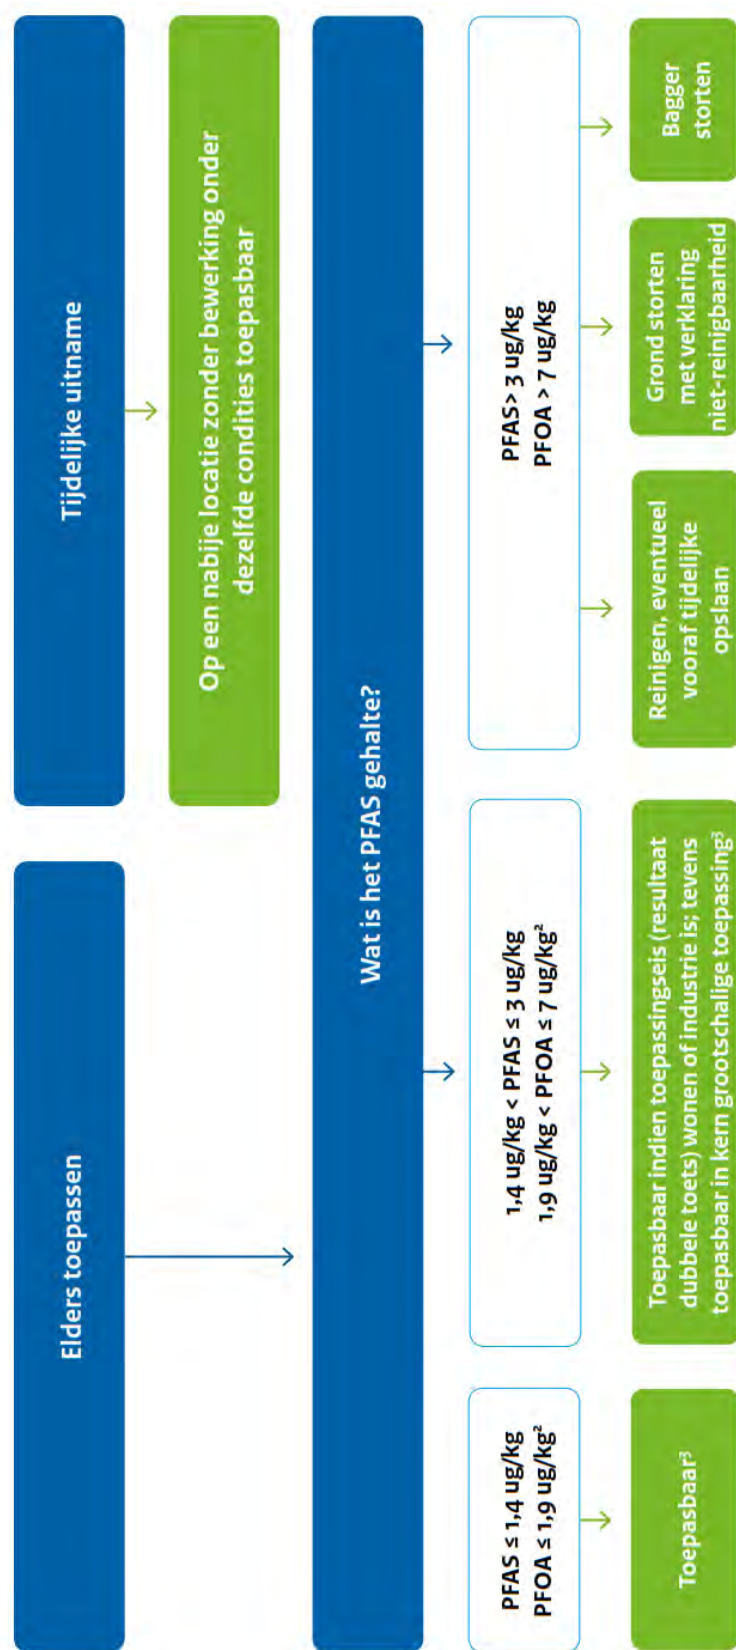 Elders toepassen
Tijdelijke uitname
Op een nabije locatie zonder bewerking onder
dezelfde condities toepasbaar
Wat is het PFAS gehalte?
PFAS ≤ 1,4 ug/kg
PFOA ≤ 1,9 ug/kg²
1,4 ug/kg < PFAS ≤ 3 ug/kg
1,9 ug/kg < PFOA ≤ 7 ug/kg²
PFAS> 3 ug/kg
PFOA > 7 ug/kg
Toepasbaar³
Toepasbaar indien toepassingseis (resultaat
dubbele toets) wonen of industrie is; tevens
toepasbaar in kern grootschalige toepassing³
Reinigen, eventueel
vooraf tijdelijke
opslaan
Grond storten
met verklaring
niet-reinigbaarheid
Bagger
storten